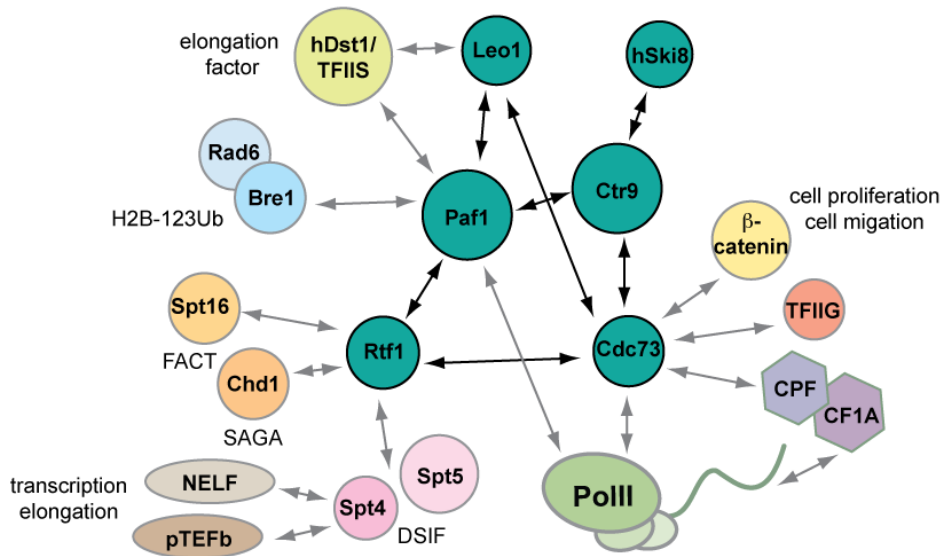 elongation
factor
hDst1/
TFIIS
Leo1
hSki8
Rad6
Bre1
H2B-123Ub
Paf1
Ctr9
cell proliferation
cell migation
β-
catenin
Spt16
FACT
Rtf1
Cdc73
TFIIG
Chd1
SAGA
CPF
CF1A
transcription
elongation
NELF
pTEFb
Spt4
Spt5
DSIF
PolII